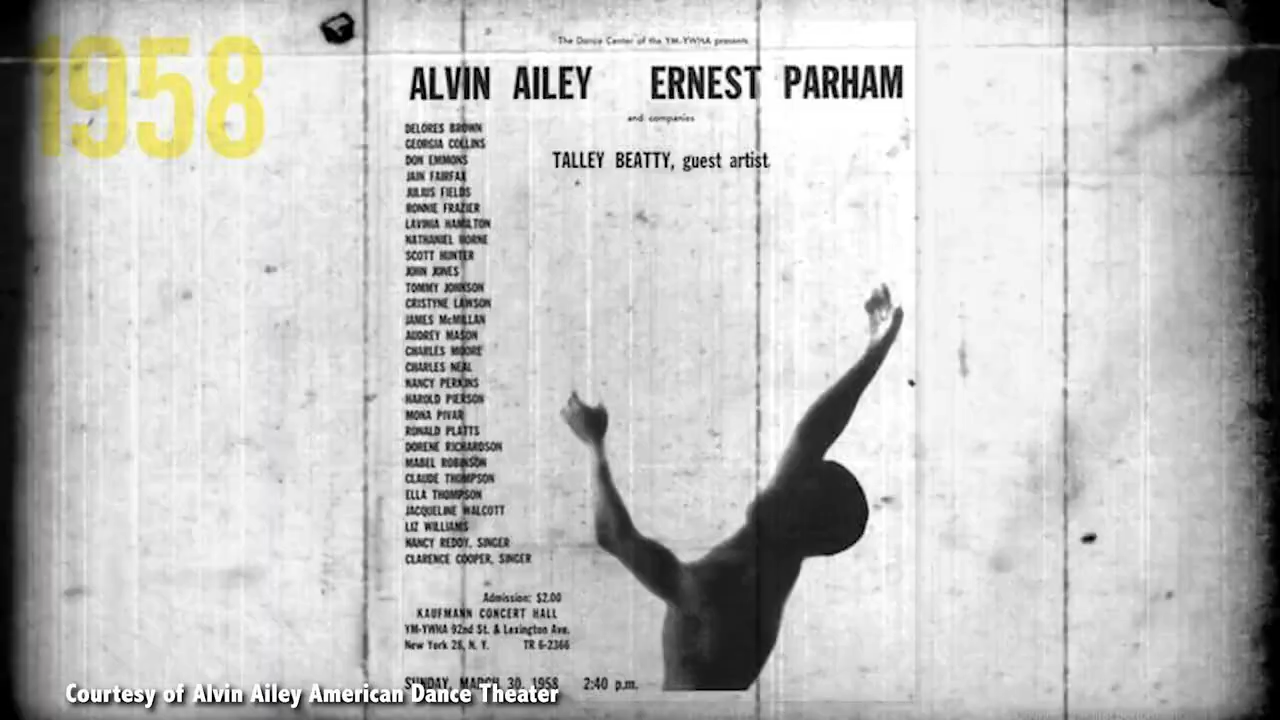 1958
The Dance Center of the YM-YWHA presents
ALVIN AILEY ERNEST PARHAM
and companies
TALLEY BEATTY, guest artist
DELORES BROWN
GEORGIA COLLINS
DON EMMONS
JAIN FAIRFAX
JULIUS FIELDS
RONNIE FRAZIER
LAVINIA HAMILTON
NATHANIEL HORNE
SCOTT HUNTER
JOHN JONES
TOMMY JOHNSON
CRISTYNE LAWSON
JAMES McMILLAN
AUDREY MASON
CHARLES MOORE
CHARLES NEAL
NANCY PERKINS
HAROLD PIERSON
MONA PIVAR
RONALD PLATTS
DORENE RICHARDSON
MABEL ROBINSON
CLAUDE THOMPSON
ELLA THOMPSON
JACQUELINE WALCOTT
LIZ WILLIAMS
NANCY REDDY, SINGER
CLARENCE COOPER, SINGER
Admission: $2.00
KAUFMANN CONCERT HALL
YM-YWHA 92nd St. & Lexington Ave.
New York 28, N. Y. TR 6-2366
SUNDAY, MARCH 30, 1958 2:40 p.m.
Courtesy of Alvin Ailey American Dance Theater